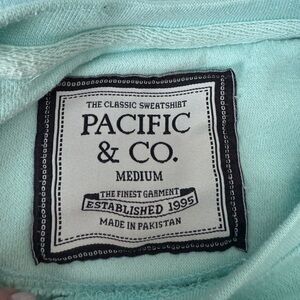 THE CLASSIC SWEATSHIRT
PACIFIC
& CO.
MEDIUM
THE FINEST GARMENT
ESTABLISHED 1995
MADE IN PAKISTAN